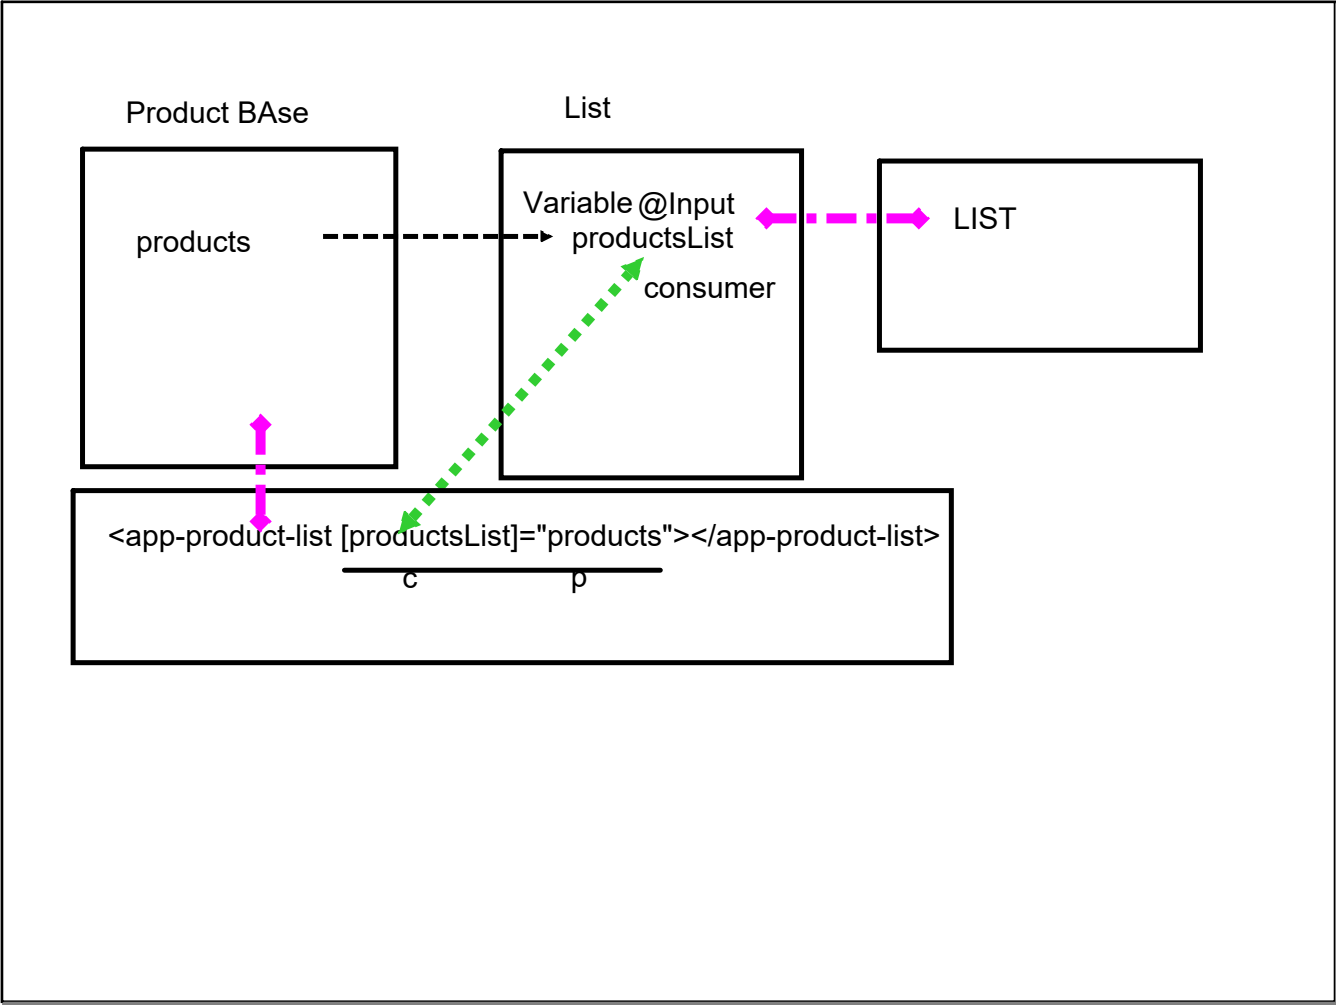 Product BAse
List
products
Variable @Input
productsList
consumer
LIST
<app-product-list [productsList]="products"></app-product-list>
c p